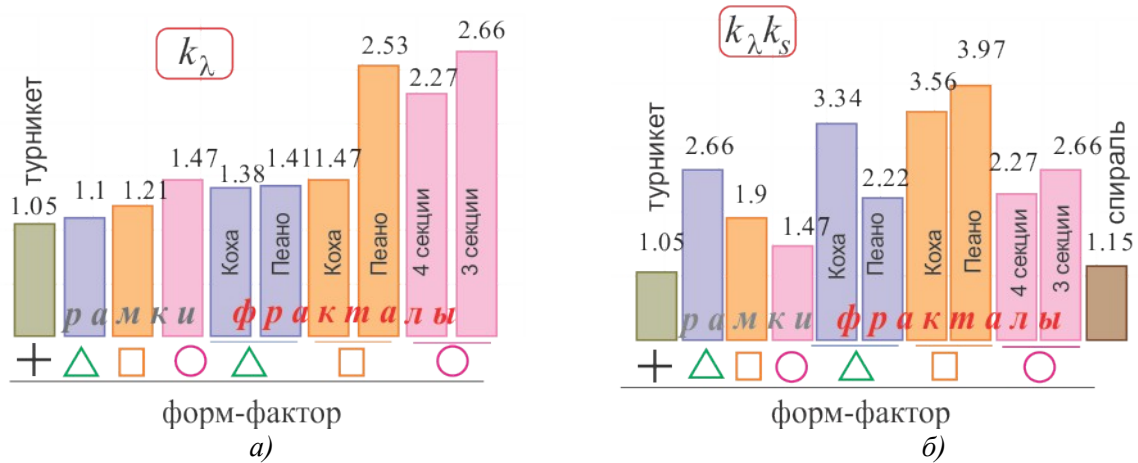 kλ
2.66
2.53
2.27
турникет
1.47
1.38
1.41
1.47
1.21
1.1
1.05
Коха
Пеано
Коха
Пеано
4 секции
3 секции
рамки
фракталы
форм-фактор
а)
kλks
3.97
3.56
3.34
2.66
2.66
2.27
2.22
1.9
1.47
турникет
1.05
спираль
1.15
Коха
Пеано
Коха
Пеано
4 секции
3 секции
рамки
фракталы
форм-фактор
б)